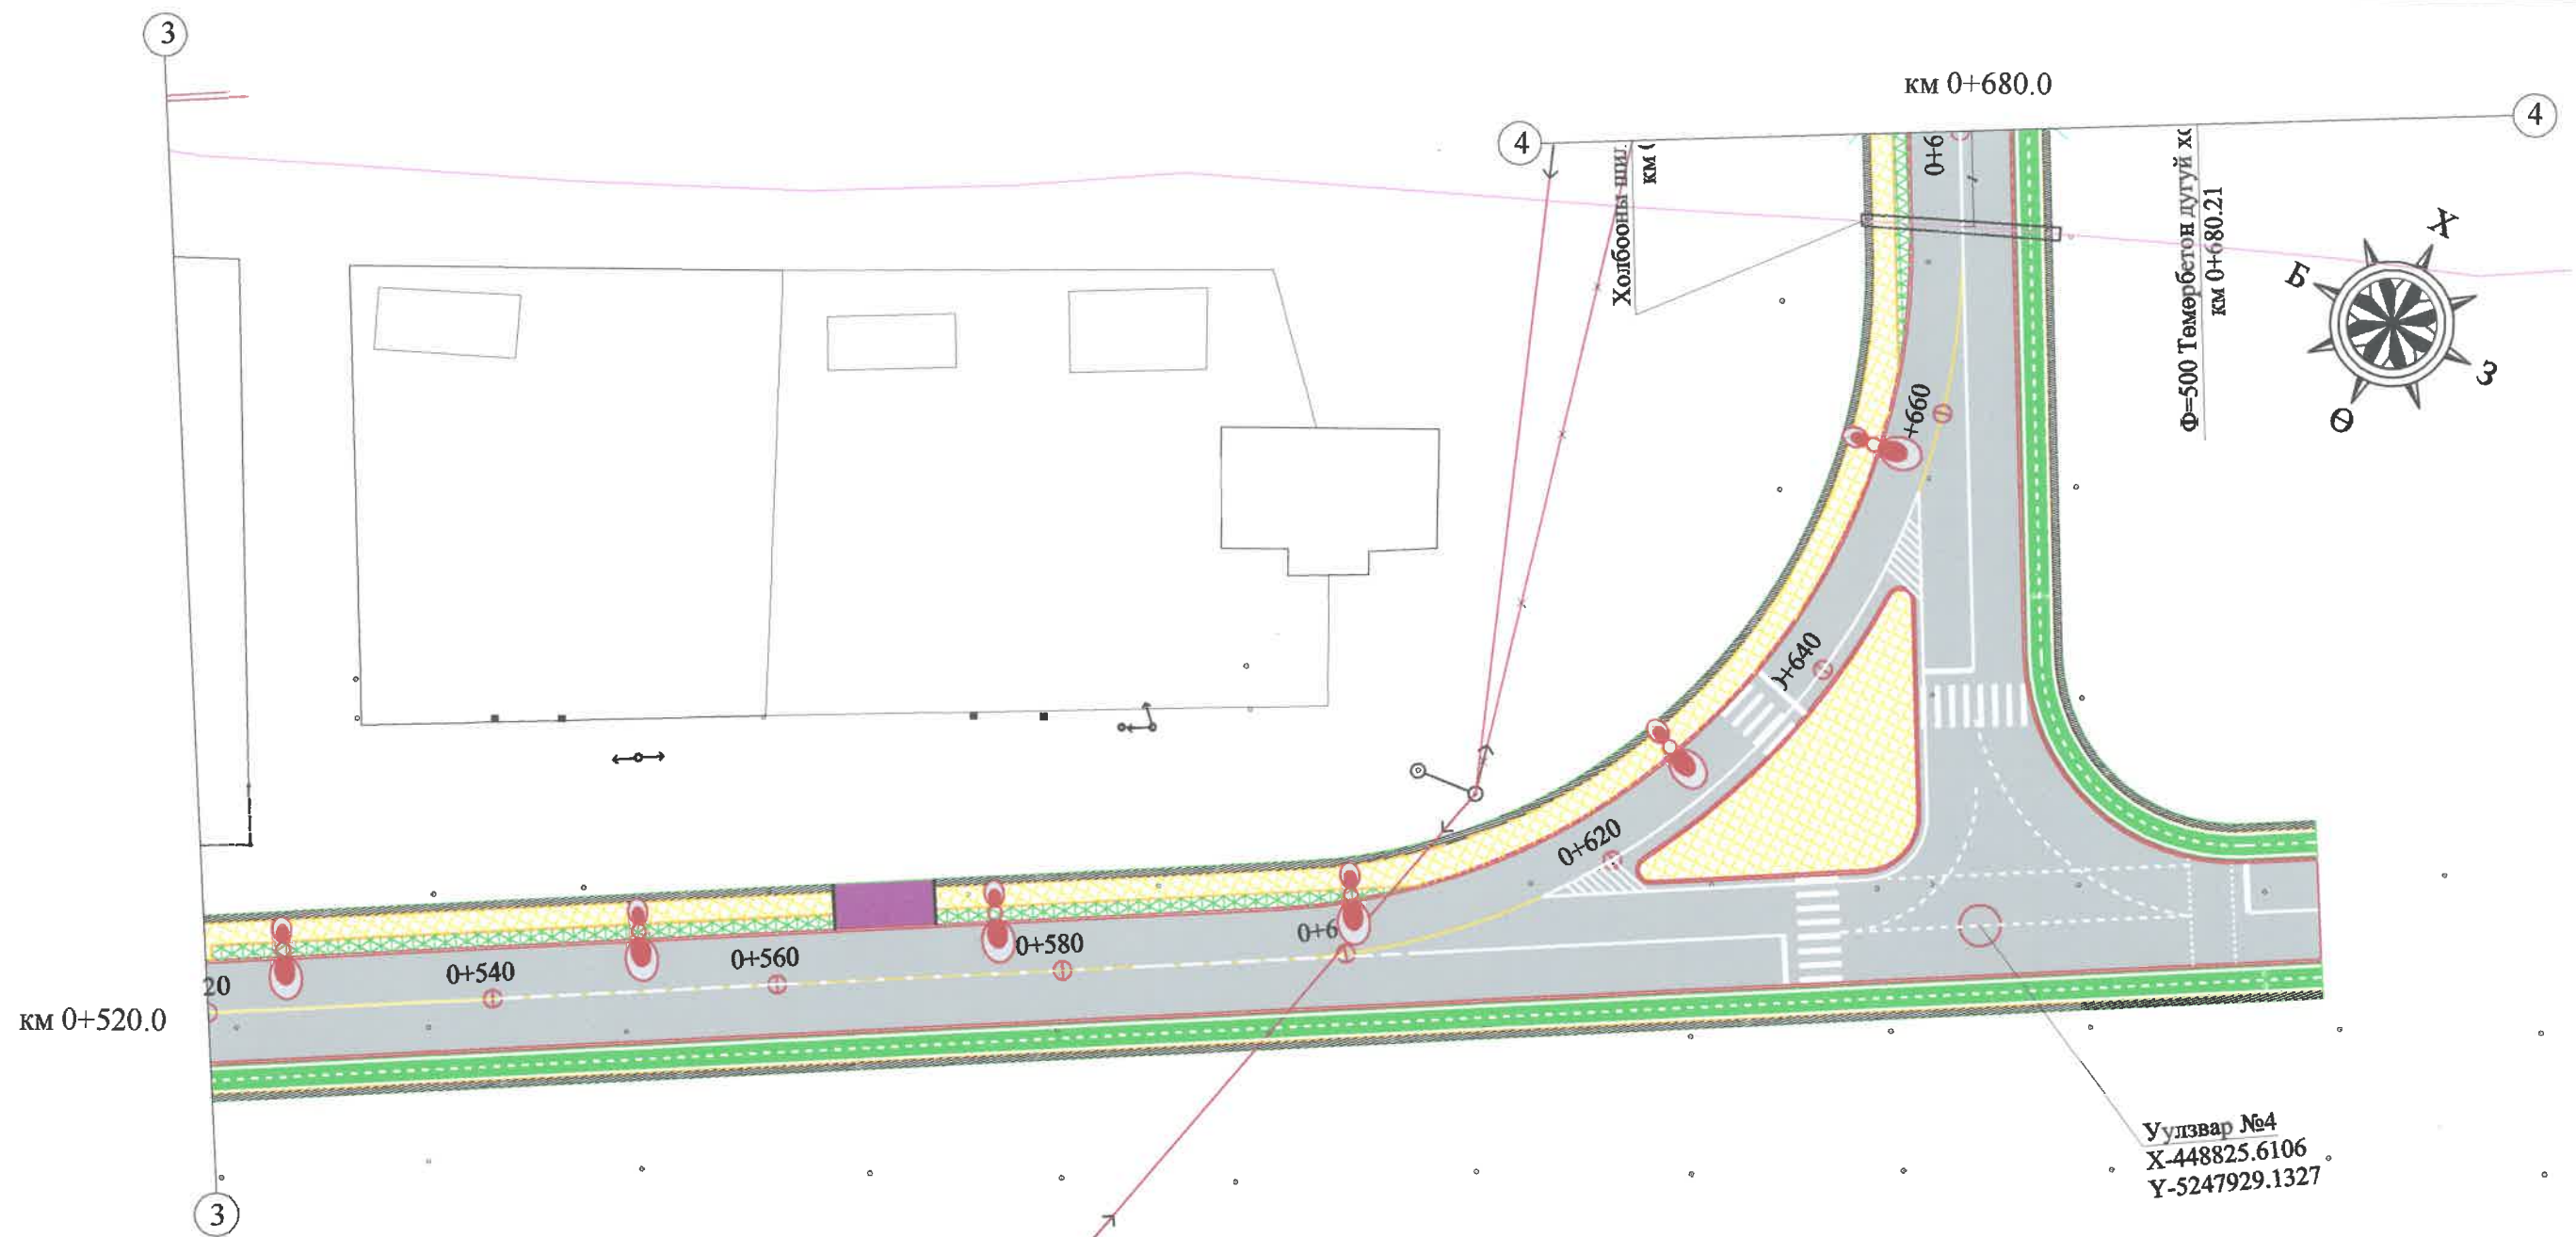 3
км 0+680.0
4
4
0+6
Холбооны
км
Ф=500 Төмөрбетон дугуй хо
км 0+680.21
Х
Б
З
Ө
+660
0+640
0+620
0+6
0+580
0+560
0+540
20
км 0+520.0
Уулзвар №4
X-448825.6106
Y-5247929.1327
3